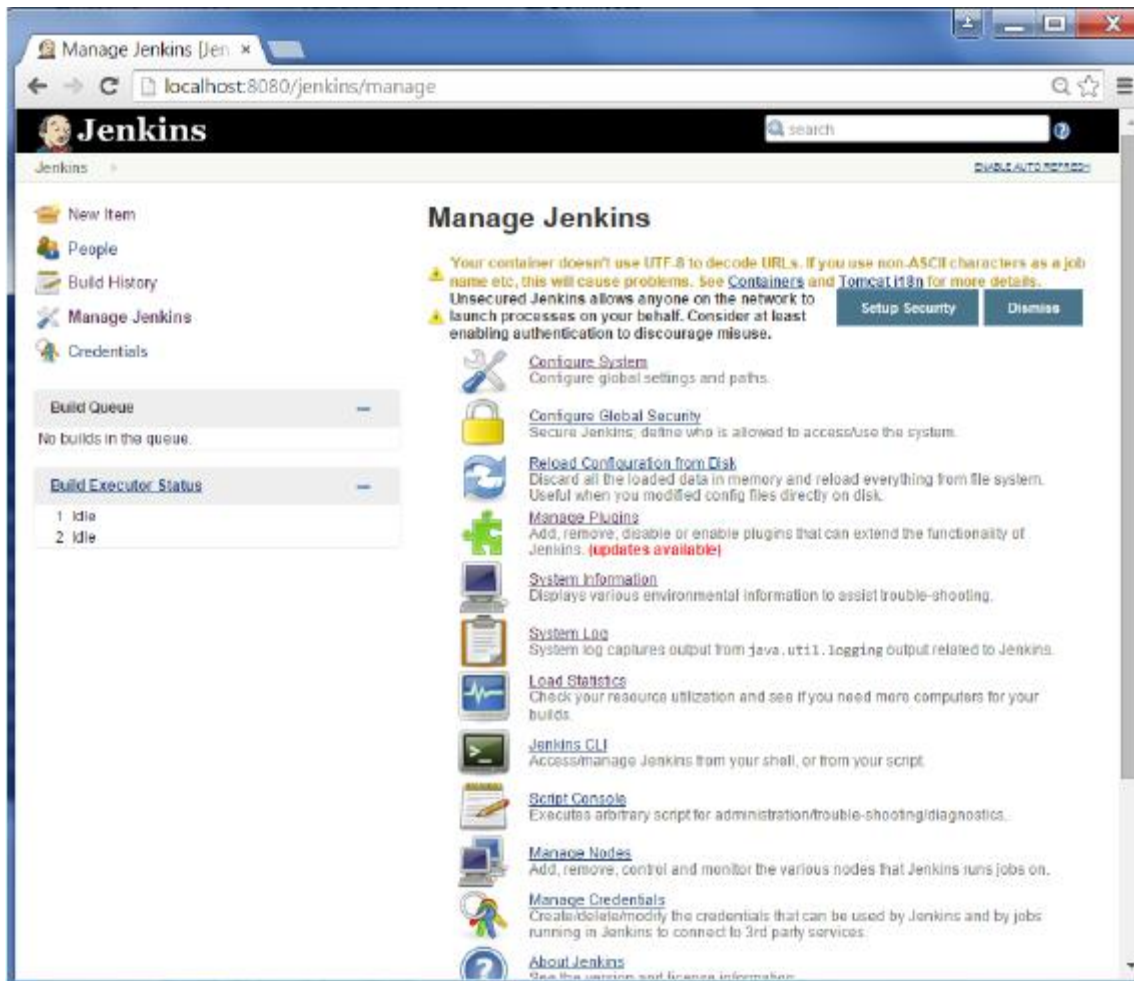 Manage Jenkins [Jen
localhost:8080/jenkins/manage
Jenkins
search
Jenkins
ENABLE AUTO REFRESH
New Item
People
Build History
Manage Jenkins
Credentials
Build Queue
No builds in the queue.
Build Executor Status
1 Idle
2 Idle
Manage Jenkins
Your container doesn't use UTF-8 to decode URLs. If you use non-ASCII characters as a job
name etc, this will cause problems. See Containers and Tomcat i18n for more details.
Unsecured Jenkins allows anyone on the network to
launch processes on your behalf. Consider at least
enabling authentication to discourage misuse.
Setup Security
Dismiss
Configure System
Configure global settings and paths.
Configure Global Security
Secure Jenkins; define who is allowed to access/use the system.
Reload Configuration from Disk
Discard all the loaded data in memory and reload everything from file system.
Useful when you modified config files directly on disk.
Manage Plugins
Add, remove, disable or enable plugins that can extend the functionality of
Jenkins. (updates available)
System Information
Displays various environmental information to assist trouble-shooting.
System Log
System log captures output from java.util.logging output related to Jenkins.
Load Statistics
Check your resource utilization and see if you need more computers for your
builds.
Jenkins CLI
Access/manage Jenkins from your shell, or from your script.
Script Console
Executes arbitrary script for administration/trouble-shooting/diagnostics.
Manage Nodes
Add, remove, control and monitor the various nodes that Jenkins runs jobs on.
Manage Credentials
Create/delete/modify the credentials that can be used by Jenkins and by jobs
running in Jenkins to connect to 3rd party services.
About Jenkins
See the version and license information.